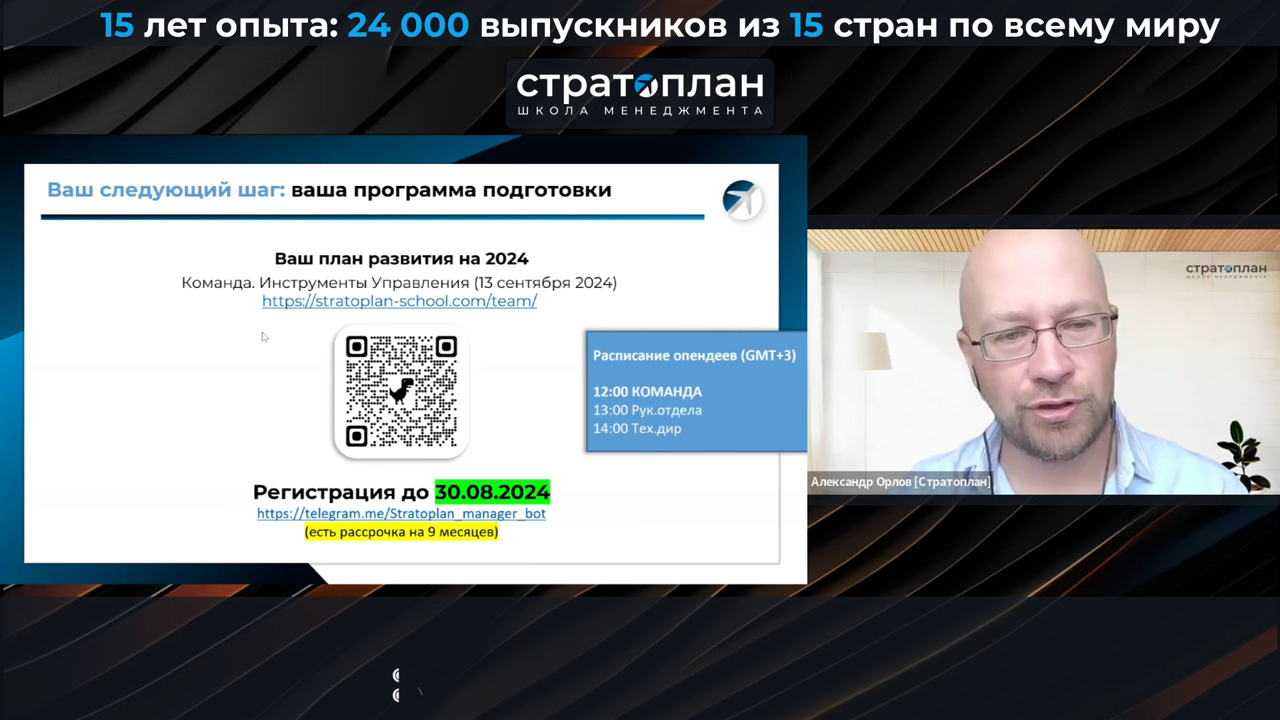 15 лет опыта: 24 000 выпускников из 15 стран по всему миру
стратоплан
ШКОЛА МЕНЕДЖМЕНТА
Ваш следующий шаг: ваша программа подготовки
Ваш план развития на 2024
Команда. Инструменты Управления (13 сентября 2024)
https://stratoplan-school.com/team/
Расписание опендеев (GMT+3)
12:00 КОМАНДА
13:00 Рук.отдела
14:00 Тех.дир
Регистрация до 30.08.2024
https://telegram.me/Stratoplan_manager_bot
(есть рассрочка на 9 месяцев)
стратоплан
ШКОЛА МЕНЕДЖМЕНТА
Александр Орлов [Стратоплан]